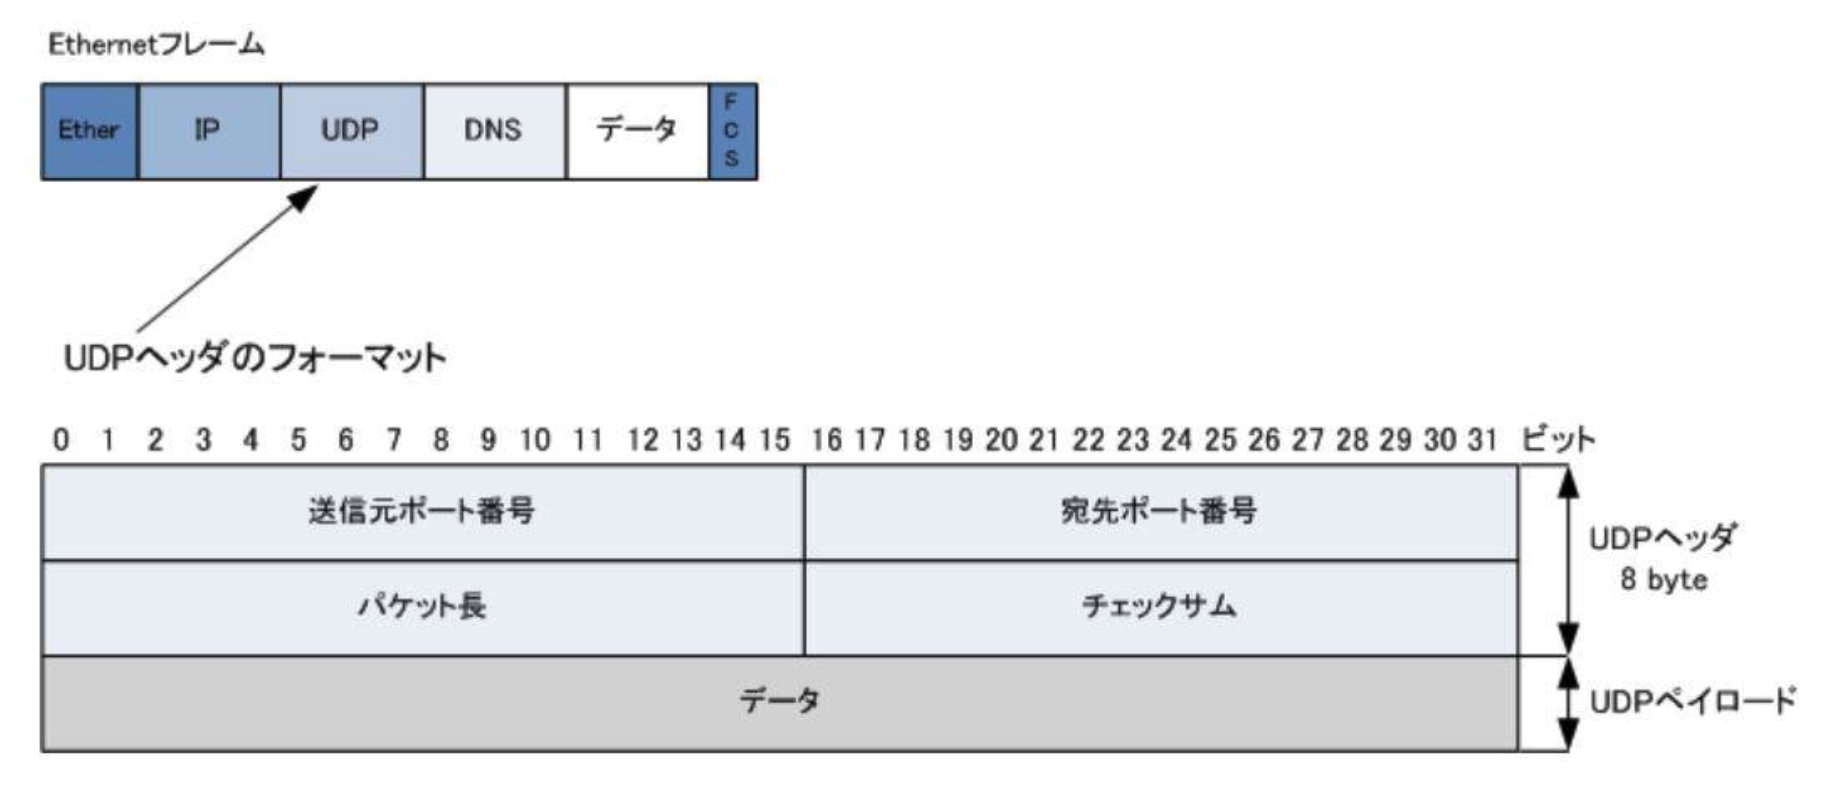 Ethernetフレーム
Ether IP UDP DNS データ FCS
UDPヘッダのフォーマット
0 1 2 3 4 5 6 7 8 9 10 11 12 13 14 15 16 17 18 19 20 21 22 23 24 25 26 27 28 29 30 31 ビット
送信元ポート番号 宛先ポート番号
UDPヘッダ
8 byte
パケット長 チェックサム
データ UDPペイロード